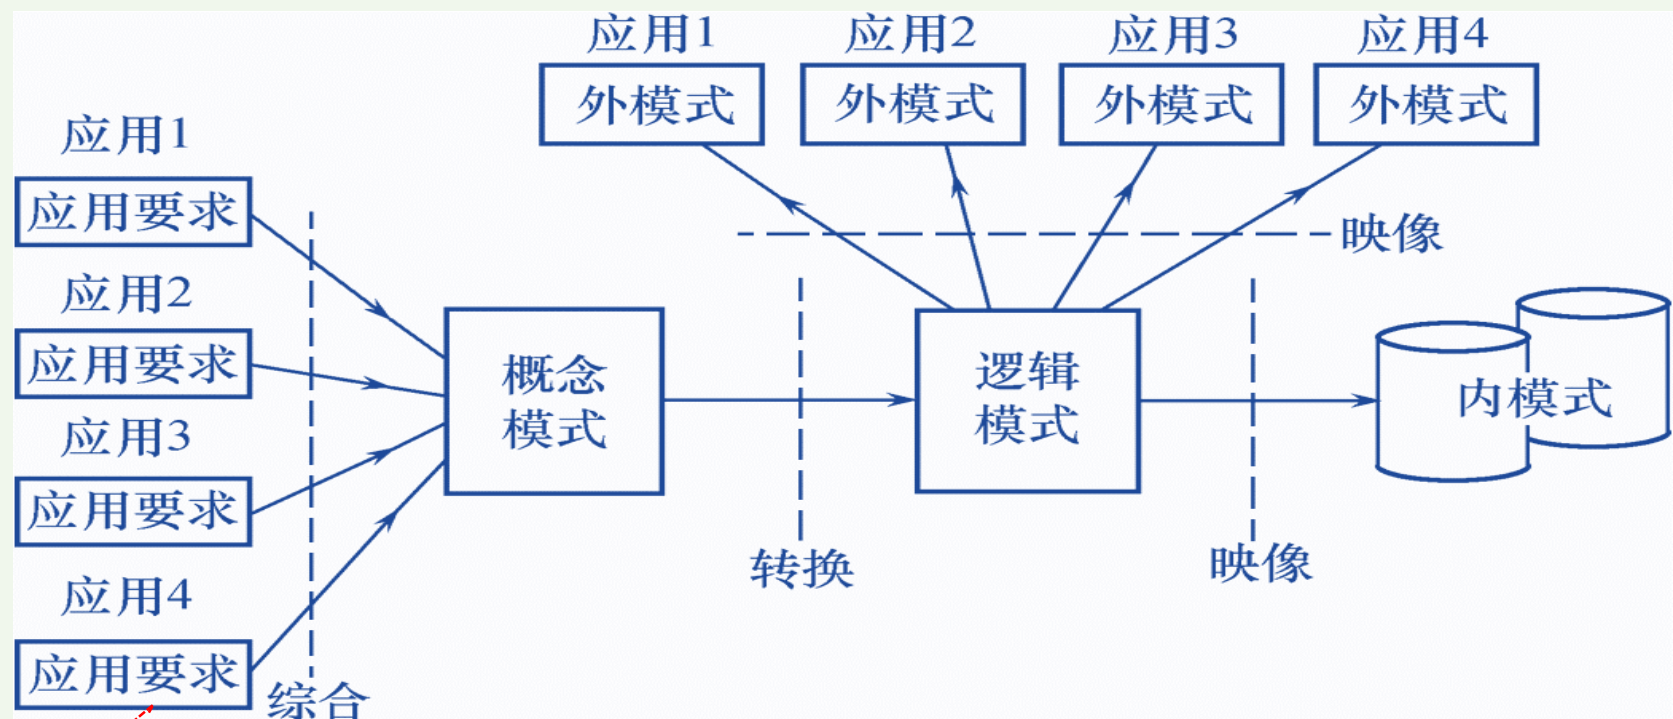 应用1
应用2
应用3
应用4
外模式
外模式
外模式
外模式
映像
应用1
应用要求
应用2
应用要求
应用3
应用要求
应用4
应用要求
综合
概念
模式
转换
逻辑
模式
映像
内模式